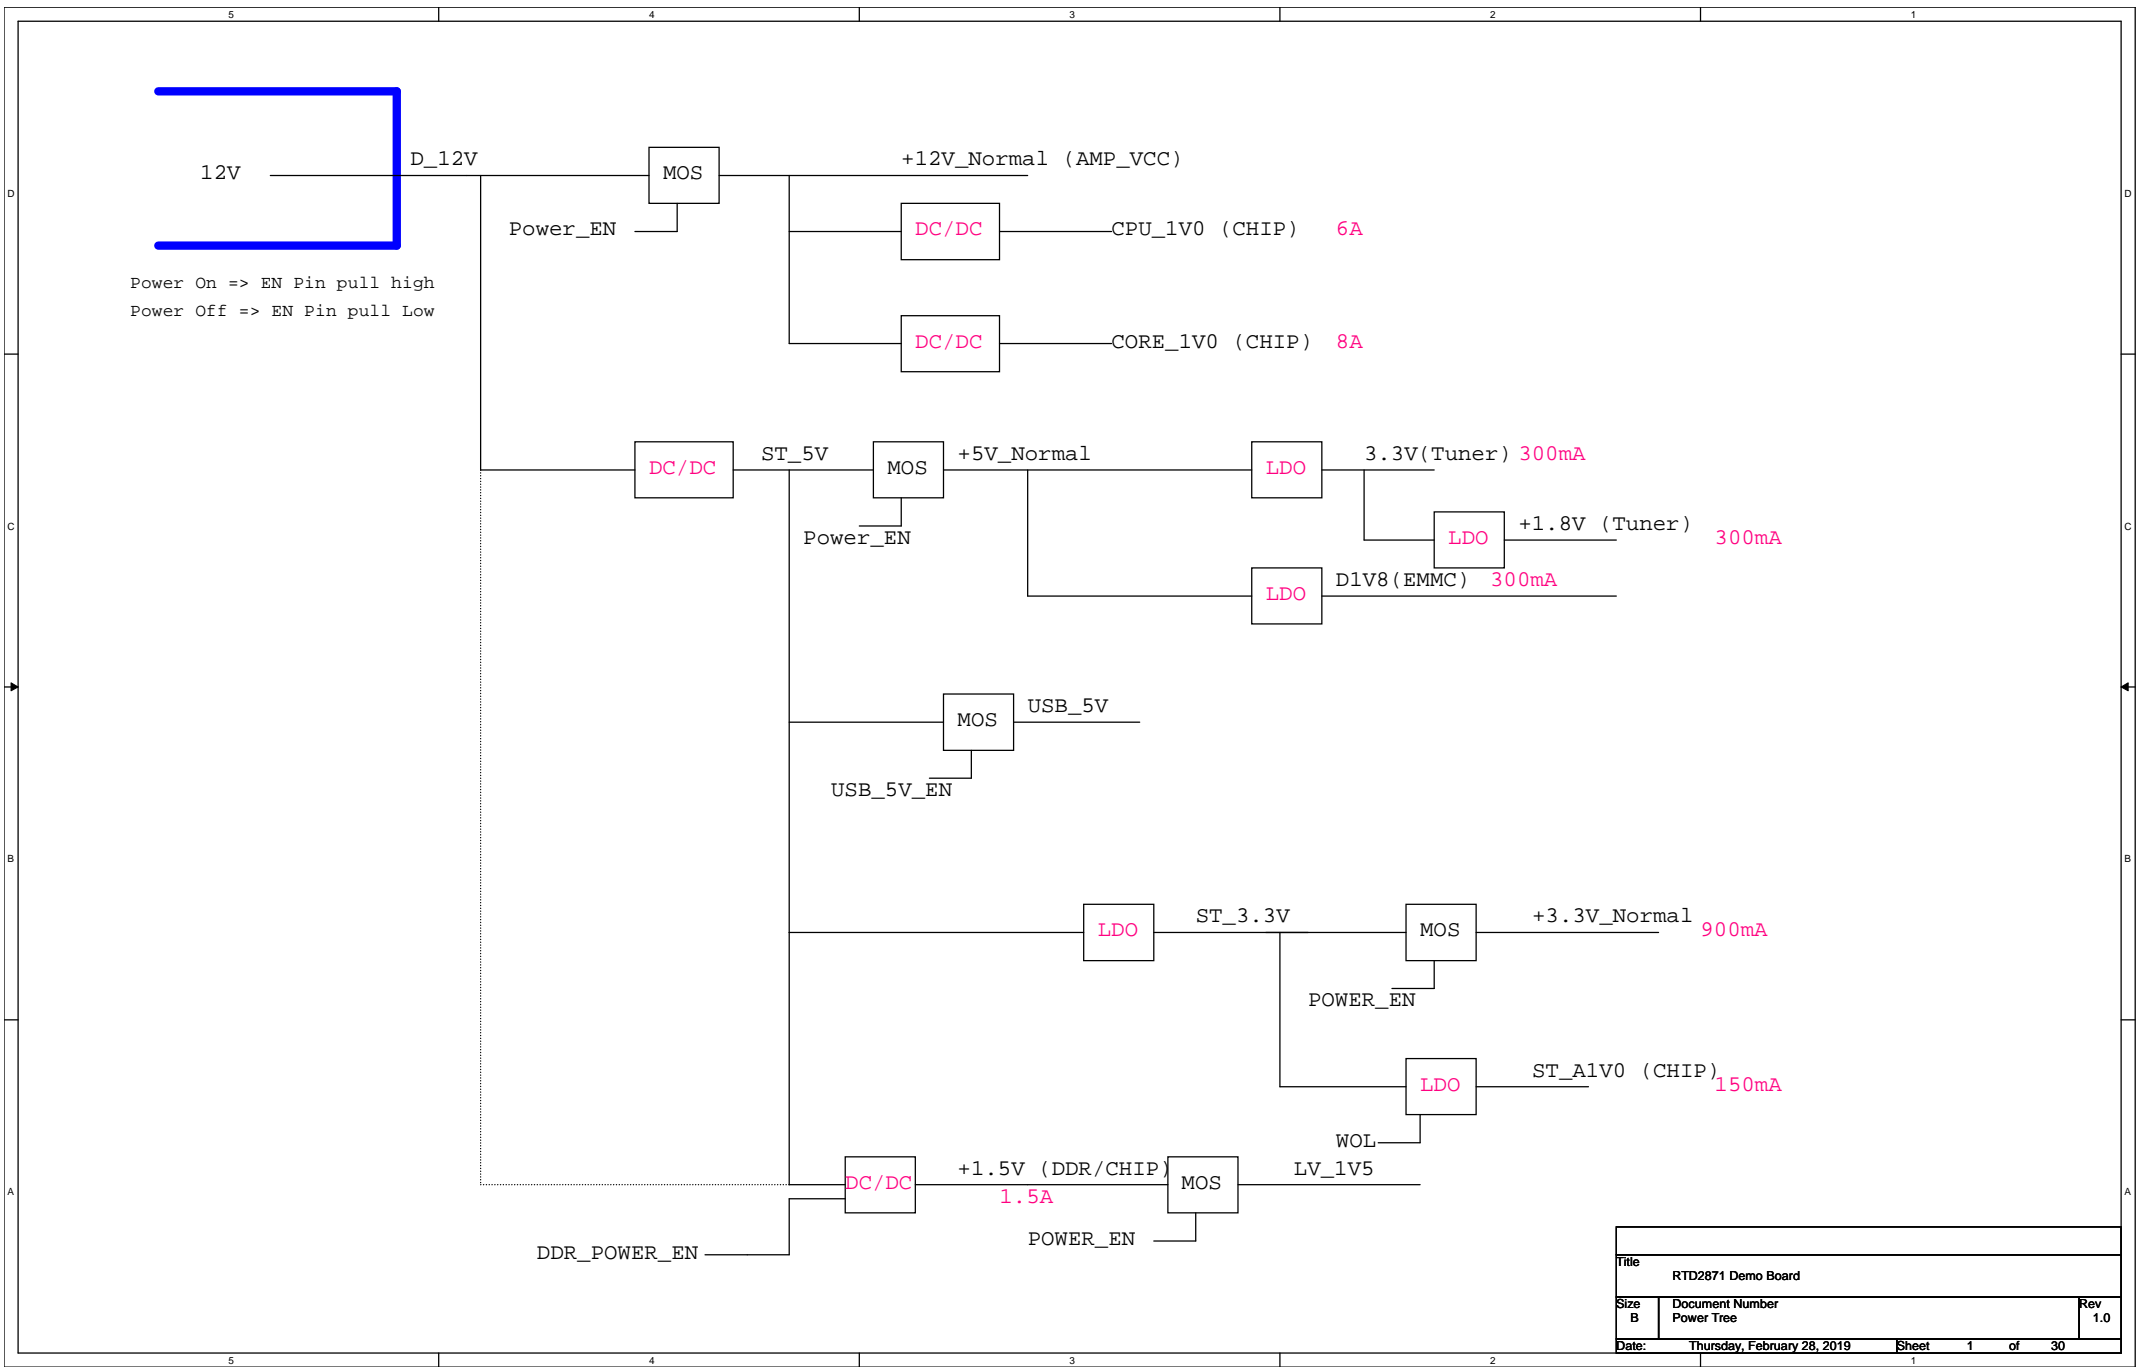 5 4 3 2 1
D_12V
+12V_Normal (AMP_VCC)
12V
MOS
D D
Power_EN
DC/DC
CPU_1V0 (CHIP) 6A
Power On => EN Pin pull high
Power Off => EN Pin pull Low
DC/DC
CORE_1V0 (CHIP) 8A
ST_5V
+5V_Normal
3.3V(Tuner) 300mA
DC/DC
MOS
LDO
C C
+1.8V (Tuner)
Power_EN
LDO
300mA
D1V8(EMMC) 300mA
LDO
USB_5V
MOS
USB_5V_EN
B B
ST_3.3V
+3.3V_Normal
LDO
MOS
900mA
POWER_EN
ST_A1V0 (CHIP)
LDO
150mA
WOL
+1.5V (DDR/CHIP)
LV_1V5
DC/DC
MOS
A A
1.5A
POWER_EN
DDR_POWER_EN
Title
RTD2871 Demo Board
Size Document Number Rev
B Power Tree 1.0
Date: Thursday, February 28, 2019 Sheet 1 of 30
5 4 3 2 1